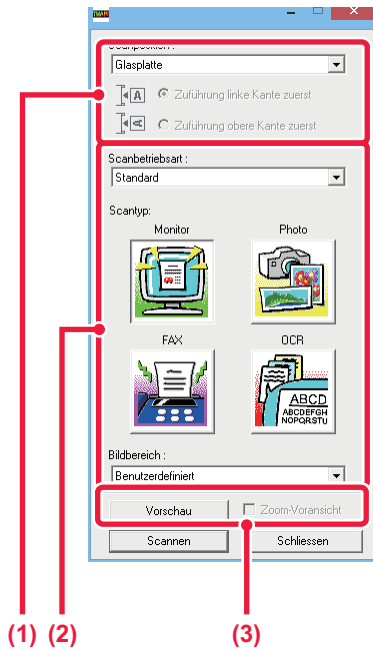 TWAIN
Scanposition :
Glasplatte
A Zuführung linke Kante zuerst
A Zuführung obere Kante zuerst
Scanbetriebsart :
Standard
Scantyp:
Monitor Photo
FAX OCR
ABCD
ABCDEFGH
NOPQRSTU
Bildbereich :
Benutzerdefiniert
Vorschau Zoom-Voransicht
Scannen Schliessen
(1) (2) (3)